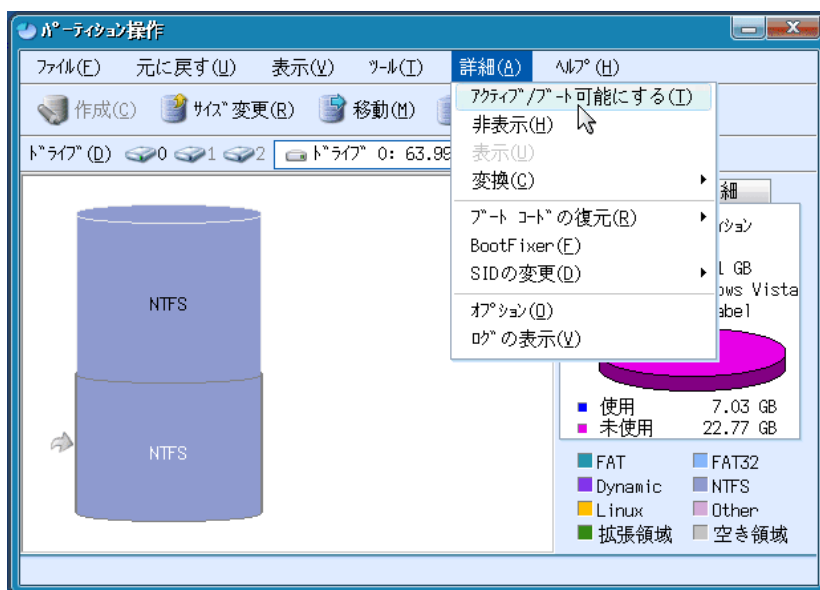 ﾊﾟｰﾃｨｼｮﾝ操作
ﾌｧｲﾙ(F) 元に戻す(U) 表示(V) ﾂｰﾙ(T) 詳細(A) ﾍﾙﾌﾟ(H)
作成(C) ｻｲｽﾞ変更(R) 移動(M)
ﾄﾞﾗｲﾌﾞ(D) 0 1 2 ﾄﾞﾗｲﾌﾞ 0: 63.99
ｱｸﾃｨﾌﾞ/ﾌﾞｰﾄ可能にする(T)
非表示(H)
表示(U)
変換(C)
ﾌﾞｰﾄ ｺｰﾄﾞの復元(R)
BootFixer(F)
SIDの変更(D)
ｵﾌﾟｼｮﾝ(O)
ﾛｸﾞの表示(V)
NTFS
NTFS
細
ｨｼｮﾝ
GB
ows Vista
abel
使用 7.03 GB
未使用 22.77 GB
FAT FAT32
Dynamic NTFS
Linux Other
拡張領域 空き領域